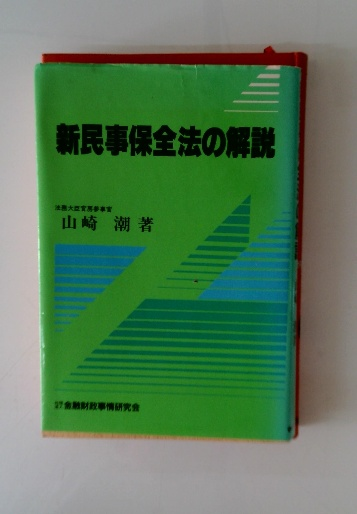 新民事保全法の解説
法務大臣官房参事官
山崎 潮 著
金融財政事情研究会